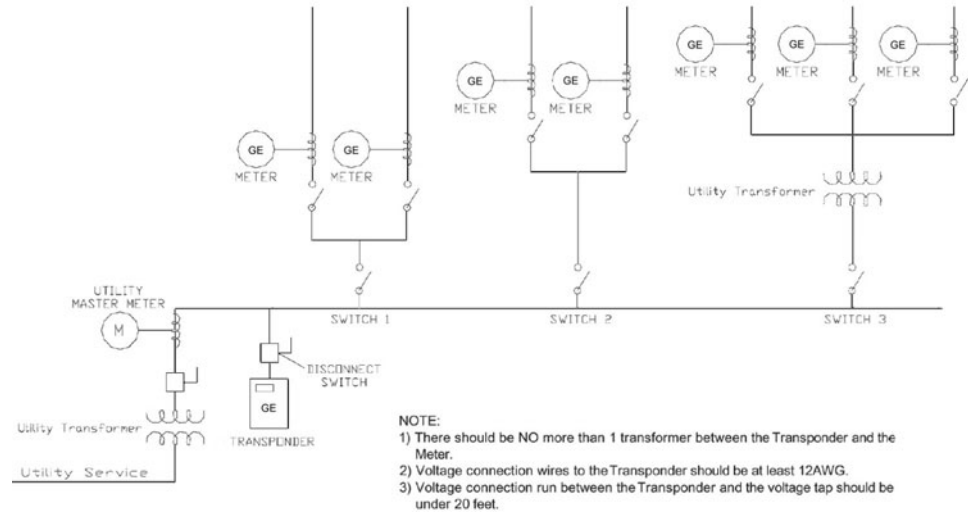 GE
GE
GE
METER
METER
METER
GE
GE
METER
METER
GE
GE
METER
METER
Utility Transformer
UTILITY
MASTER METER
M
SWITCH 1
SWITCH 2
SWITCH 3
DISCONNECT
SWITCH
GE
TRANSPONDER
Utility Transformer
Utility Service
NOTE:
1) There should be NO more than 1 transformer between the Transponder and the
Meter.
2) Voltage connection wires to the Transponder should be at least 12AWG.
3) Voltage connection run between the Transponder and the voltage tap should be
under 20 feet.